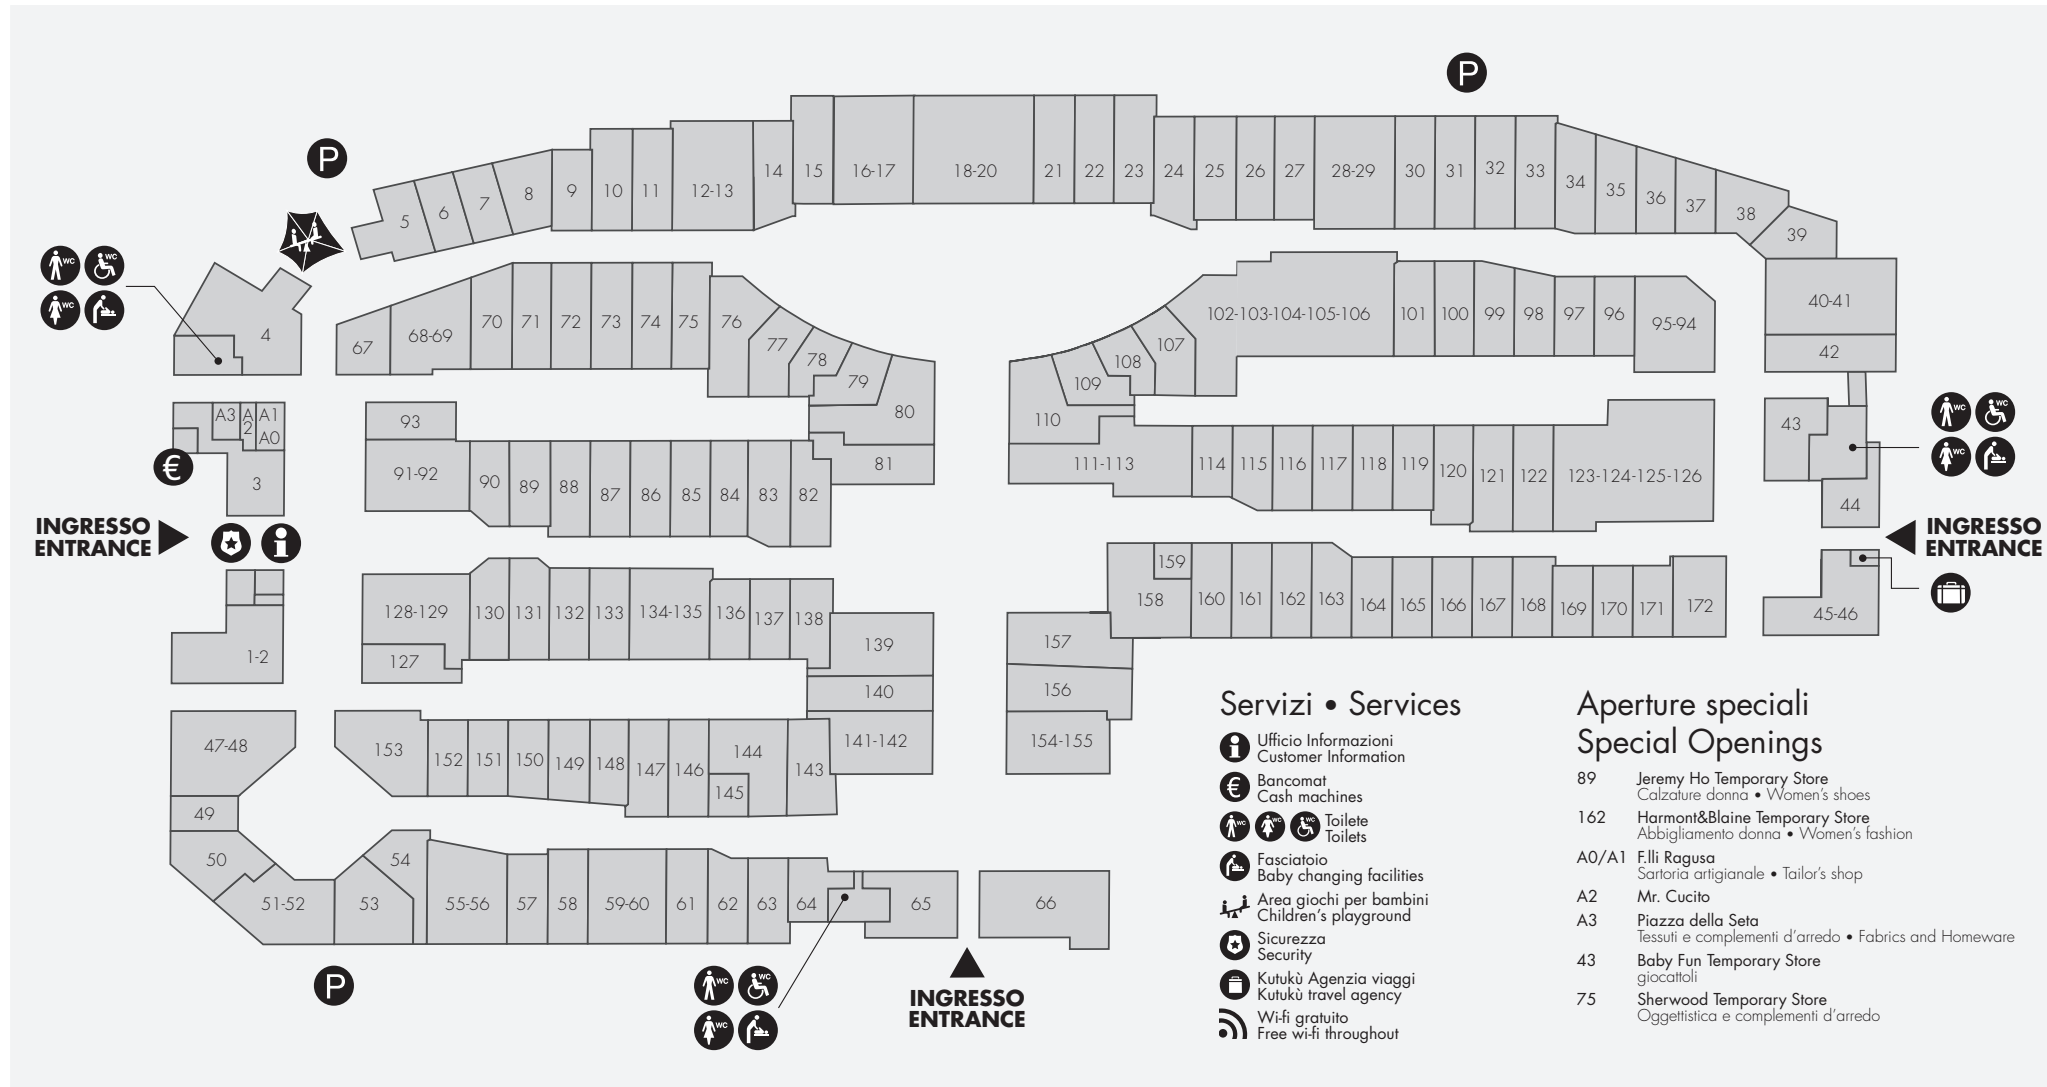 P
P
5
6
7
8
9
10
11
12-13
14
15
16-17
18-20
21
22
23
24
25
26
27
28-29
30
31
32
33
34
35
36
37
38
39
WC
WC
WC
4
67
68-69
70
71
72
73
74
75
76
77
78
79
80
81
102-103-104-105-106
107
108
109
110
101
100
99
98
97
96
95-94
40-41
42
A3
A
2
A1
A0
€
3
93
91-92
90
89
88
87
86
85
84
83
82
111-113
114
115
116
117
118
119
120
121
122
123-124-125-126
43
44
WC
WC
WC
INGRESSO
ENTRANCE
i
INGRESSO
ENTRANCE
1-2
128-129
127
130
131
132
133
134-135
136
137
138
139
140
141-142
157
156
154-155
158
159
160
161
162
163
164
165
166
167
168
169
170
171
172
45-46
47-48
49
50
51-52
53
54
55-56
57
58
59-60
61
62
63
64
65
66
153
152
151
150
149
148
147
146
144
145
143
P
WC
WC
WC
INGRESSO
ENTRANCE
Servizi • Services
i
Ufficio Informazioni
Customer Information
€
Bancomat
Cash machines
WC
WC
WC
Toilete
Toilets
Fasciatoio
Baby changing facilities
Area giochi per bambini
Children's playground
Sicurezza
Security
Kutukù Agenzia viaggi
Kutukù travel agency
Wi-fi gratuito
Free wi-fi throughout
Aperture speciali
Special Openings
89 Jeremy Ho Temporary Store
Calzature donna • Women's shoes
162 Harmont&Blaine Temporary Store
Abbigliamento donna • Women's fashion
A0/A1 F.lli Ragusa
Sartoria artigianale • Tailor's shop
A2 Mr. Cucito
A3 Piazza della Seta
Tessuti e complementi d'arredo • Fabrics and Homeware
43 Baby Fun Temporary Store
giocattoli
75 Sherwood Temporary Store
Oggettistica e complementi d'arredo